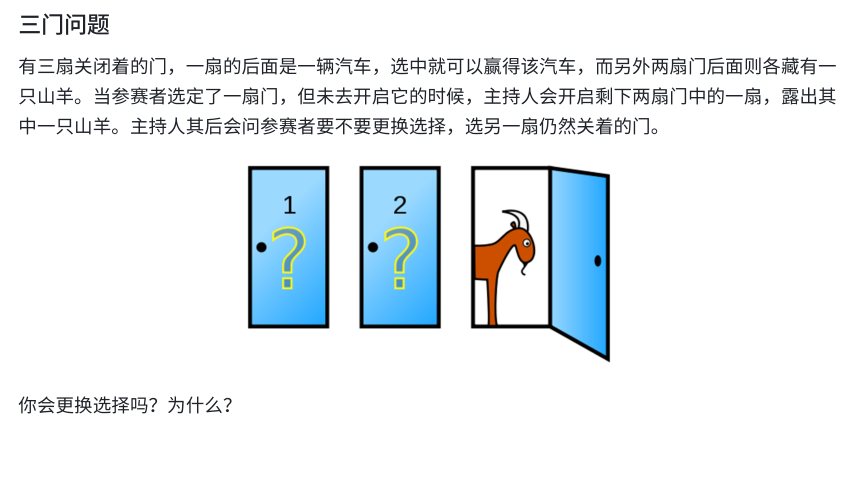 三门问题
有三扇关闭着的门，一扇的后面是一辆汽车，选中就可以赢得该汽车，而另外两扇门后面则各藏有一
只山羊。当参赛者选定了一扇门，但未去开启它的时候，主持人会开启剩下两扇门中的一扇，露出其
中一只山羊。主持人其后会问参赛者要不要更换选择，选另一扇仍然关着的门。
1 2
? ?
你会更换选择吗？为什么？